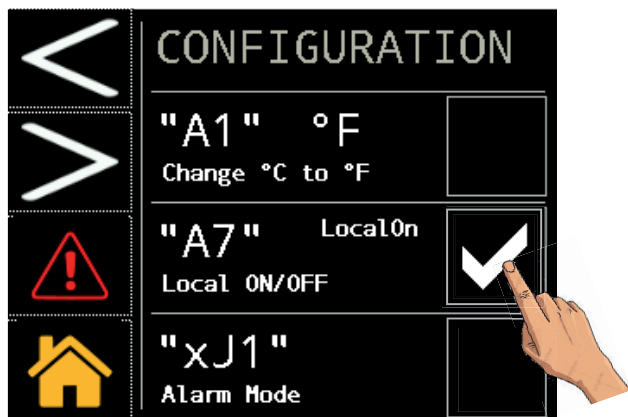 CONFIGURATION
"A1" °F
Change °C to °F
"A7" LocalOn
Local ON/OFF
"xJ1"
Alarm Mode